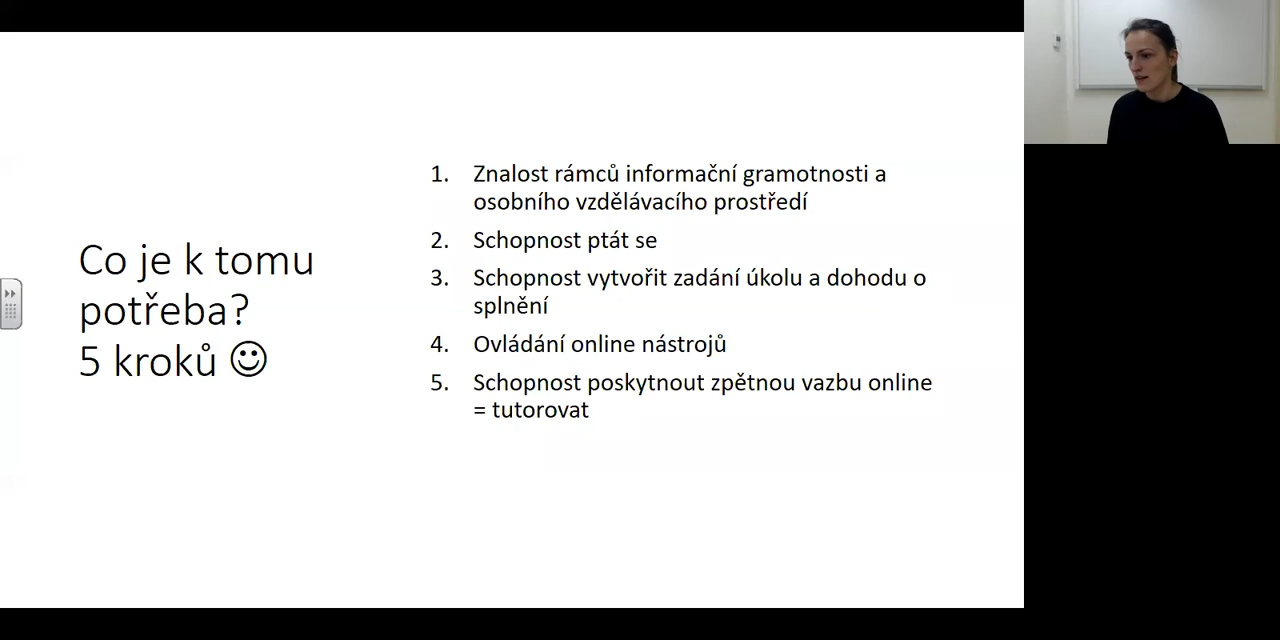 Co je k tomu
potřeba?
5 kroků ☺
1. Znalost rámců informační gramotnosti a
osobního vzdělávacího prostředí
2. Schopnost ptát se
3. Schopnost vytvořit zadání úkolu a dohodu o
splnění
4. Ovládání online nástrojů
5. Schopnost poskytnout zpětnou vazbu online
= tutorovat